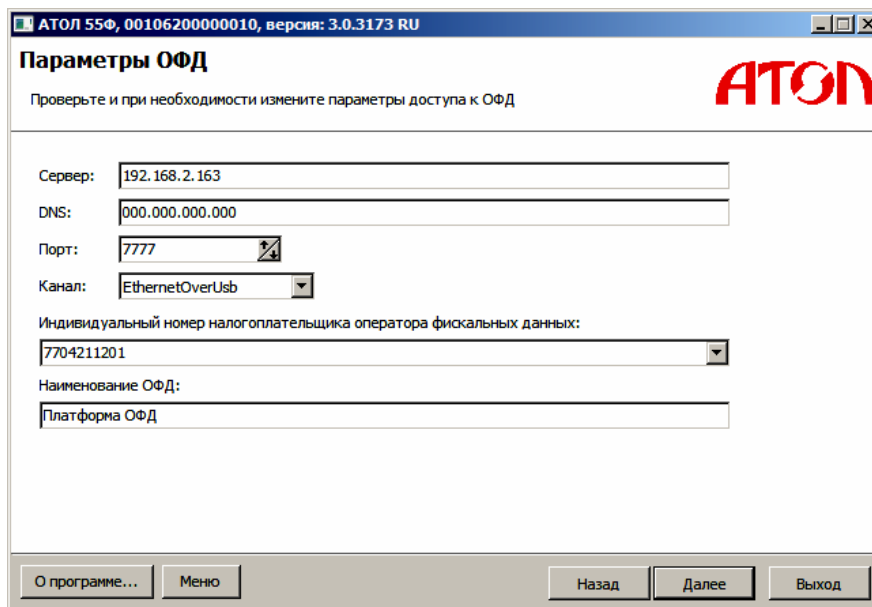 АТОЛ 55Ф, 00106200000010, версия: 3.0.3173 RU
Параметры ОФД
Проверьте и при необходимости измените параметры доступа к ОФД
АТОЛ
Сервер: 192.168.2.163
DNS: 000.000.000.000
Порт: 7777
Канал: EthernetOverUsb
Индивидуальный номер налогоплательщика оператора фискальных данных:
7704211201
Наименование ОФД:
Платформа ОФД
О программе... Меню Назад Далее Выход